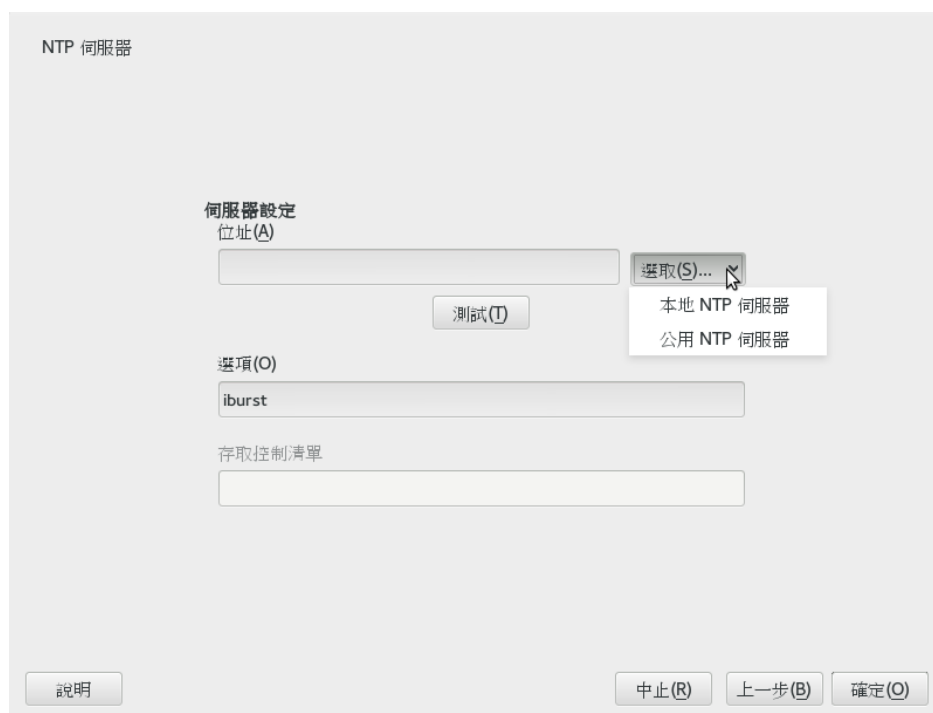 NTP 伺服器
伺服器設定
位址(A)
選取(S)...
本地 NTP 伺服器
公用 NTP 伺服器
測試(T)
選項(O)
iburst
存取控制清單
說明
中止(R)
上一步(B)
確定(O)